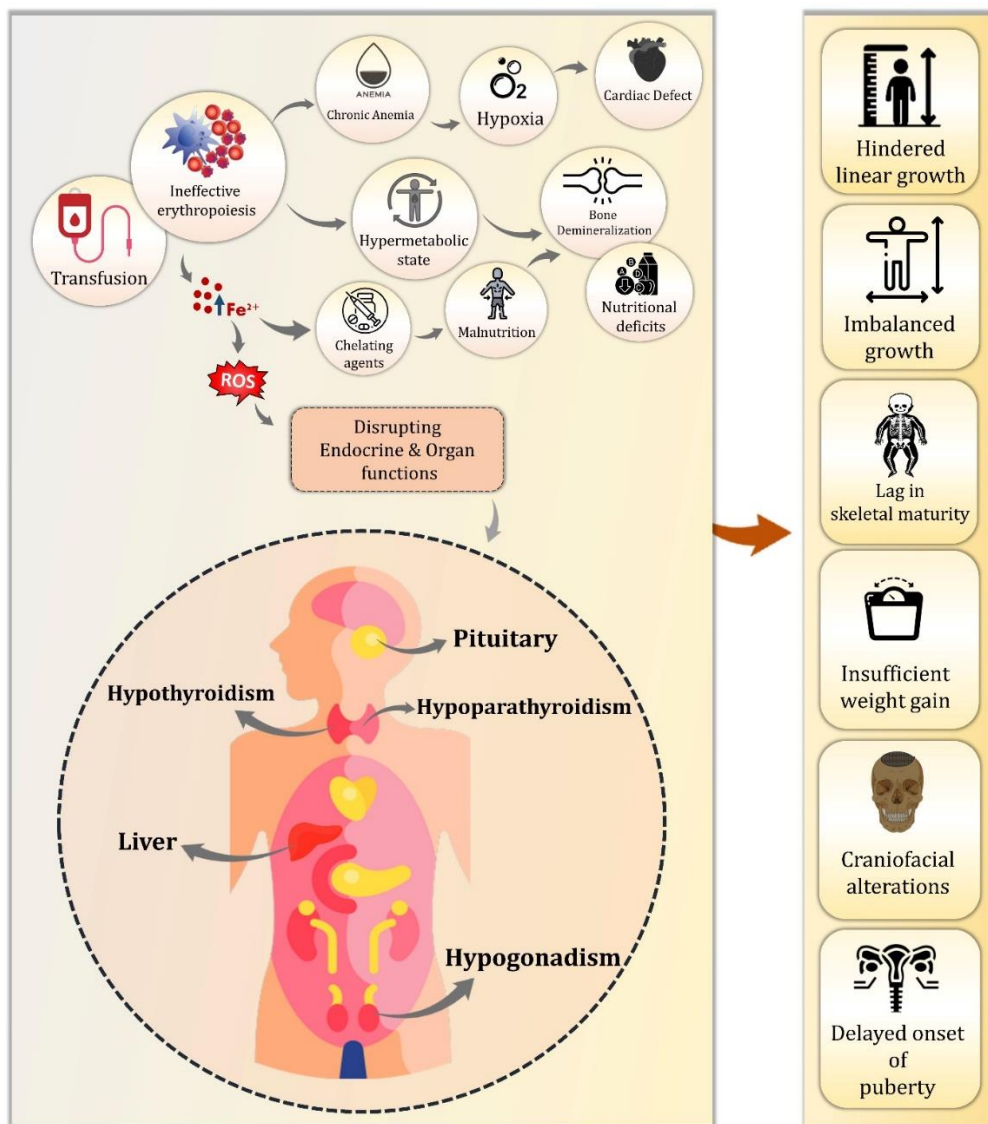 ANEMIA
Chronic Anemia
O2
Hypoxia
Cardiac Defect
Ineffective
erythropoiesis
Transfusion
Hypermetabolic
state
Bone
Demineralization
Fe²⁺
Chelating
agents
Malnutrition
A B D
Nutritional
deficits
ROS
Disrupting
Endocrine & Organ
functions
Pituitary
Hypothyroidism
Hypoparathyroidism
Liver
Hypogonadism
Hindered
linear growth
Imbalanced
growth
Lag in
skeletal maturity
Insufficient
weight gain
Craniofacial
alterations
Delayed onset
of
puberty